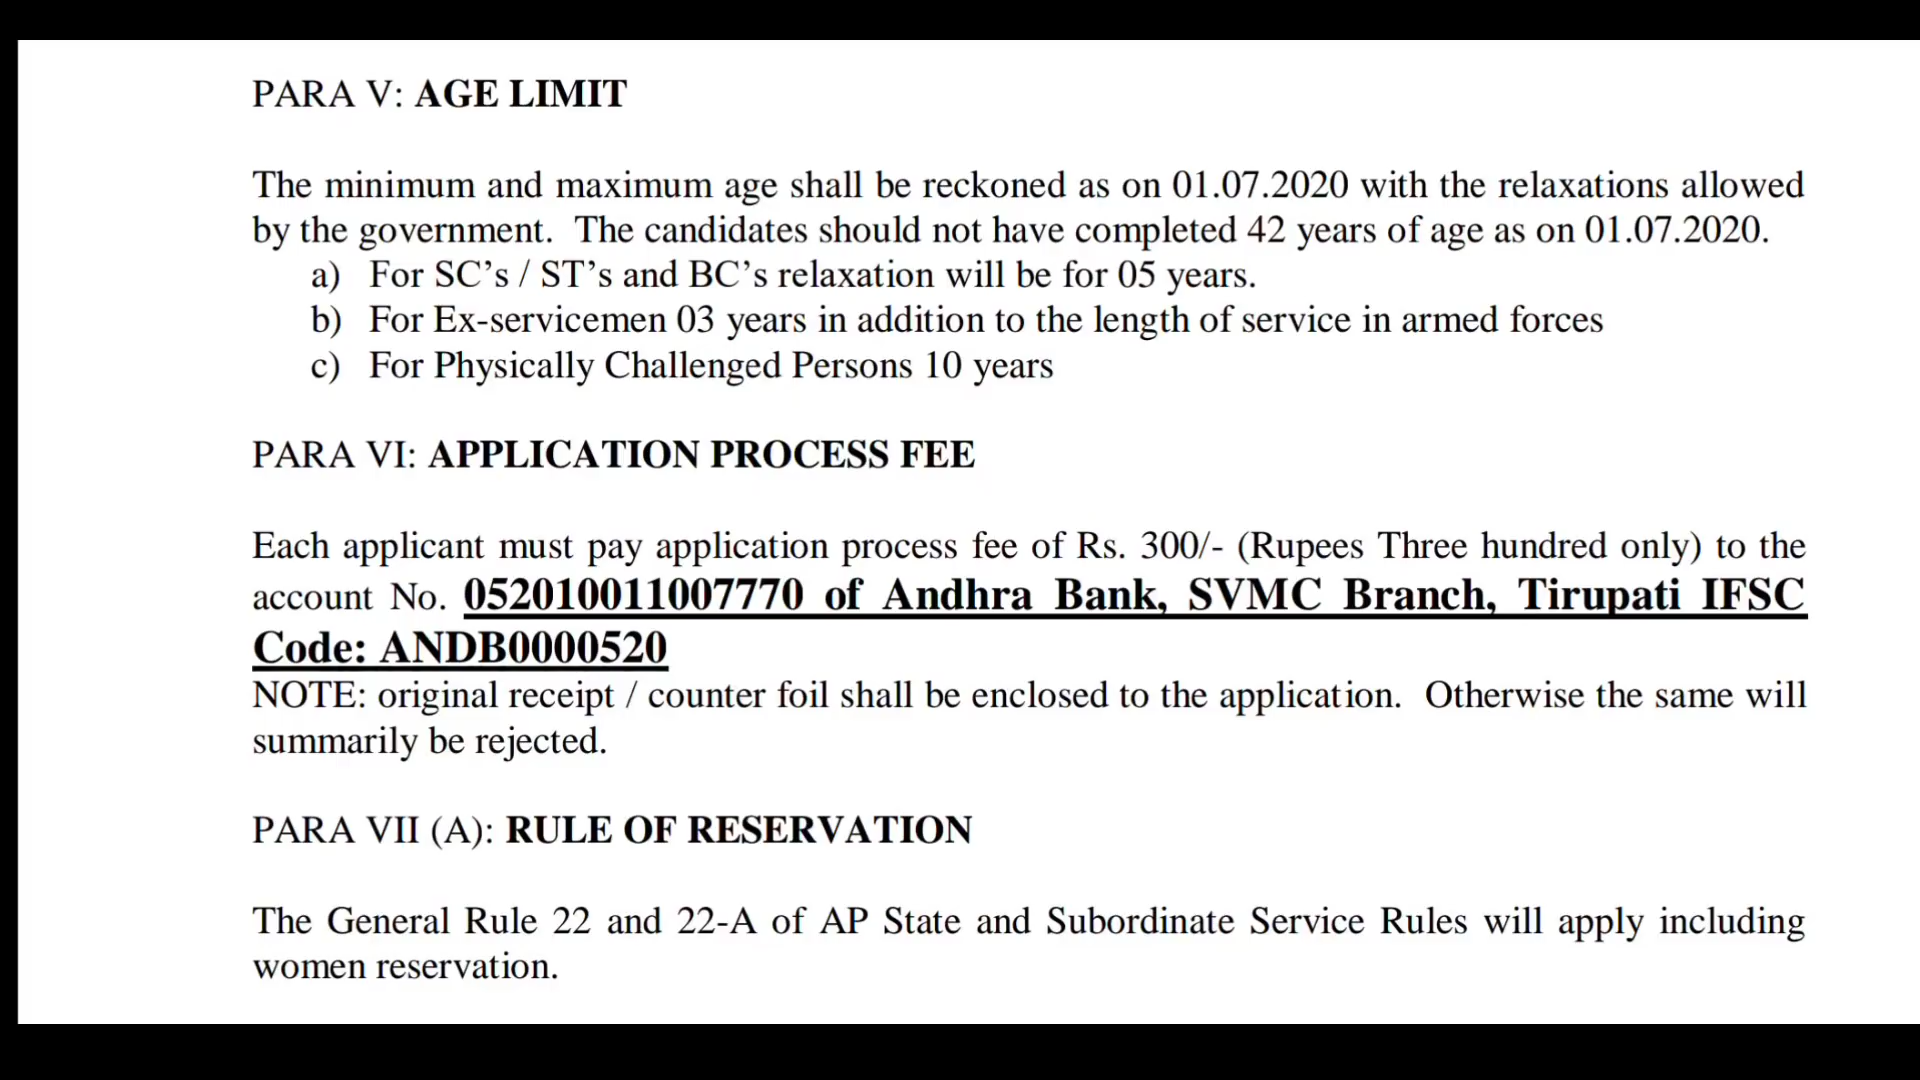 PARA V: AGE LIMIT
The minimum and maximum age shall be reckoned as on 01.07.2020 with the relaxations allowed
by the government.  The candidates should not have completed 42 years of age as on 01.07.2020.
a) For SC’s / ST’s and BC’s relaxation will be for 05 years.
b) For Ex-servicemen 03 years in addition to the length of service in armed forces
c) For Physically Challenged Persons 10 years
PARA VI: APPLICATION PROCESS FEE
Each applicant must pay application process fee of Rs. 300/- (Rupees Three hundred only) to the
account No. 052010011007770 of Andhra Bank, SVMC Branch, Tirupati IFSC
Code: ANDB0000520
NOTE: original receipt / counter foil shall be enclosed to the application.  Otherwise the same will
summarily be rejected.
PARA VII (A): RULE OF RESERVATION
The General Rule 22 and 22-A of AP State and Subordinate Service Rules will apply including
women reservation.